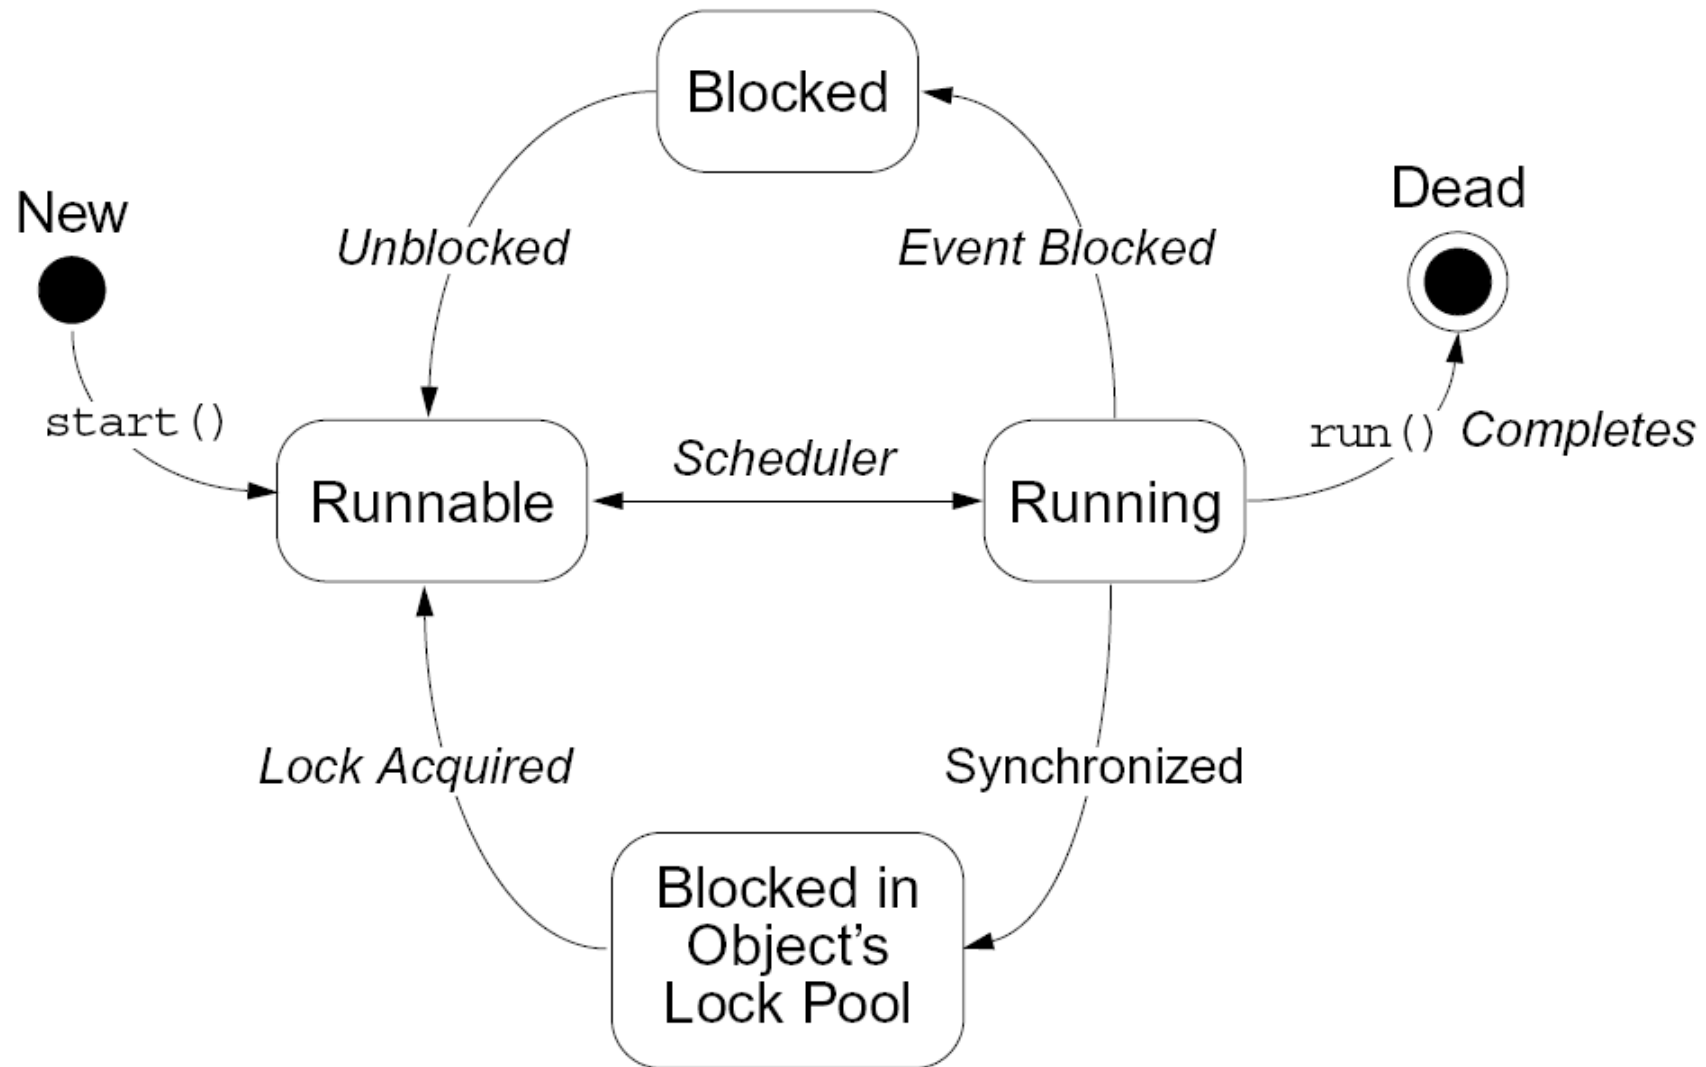 Blocked
New
Dead
Unblocked
Event Blocked
start()
run() Completes
Scheduler
Runnable
Running
Lock Acquired
Synchronized
Blocked in
Object’s
Lock Pool